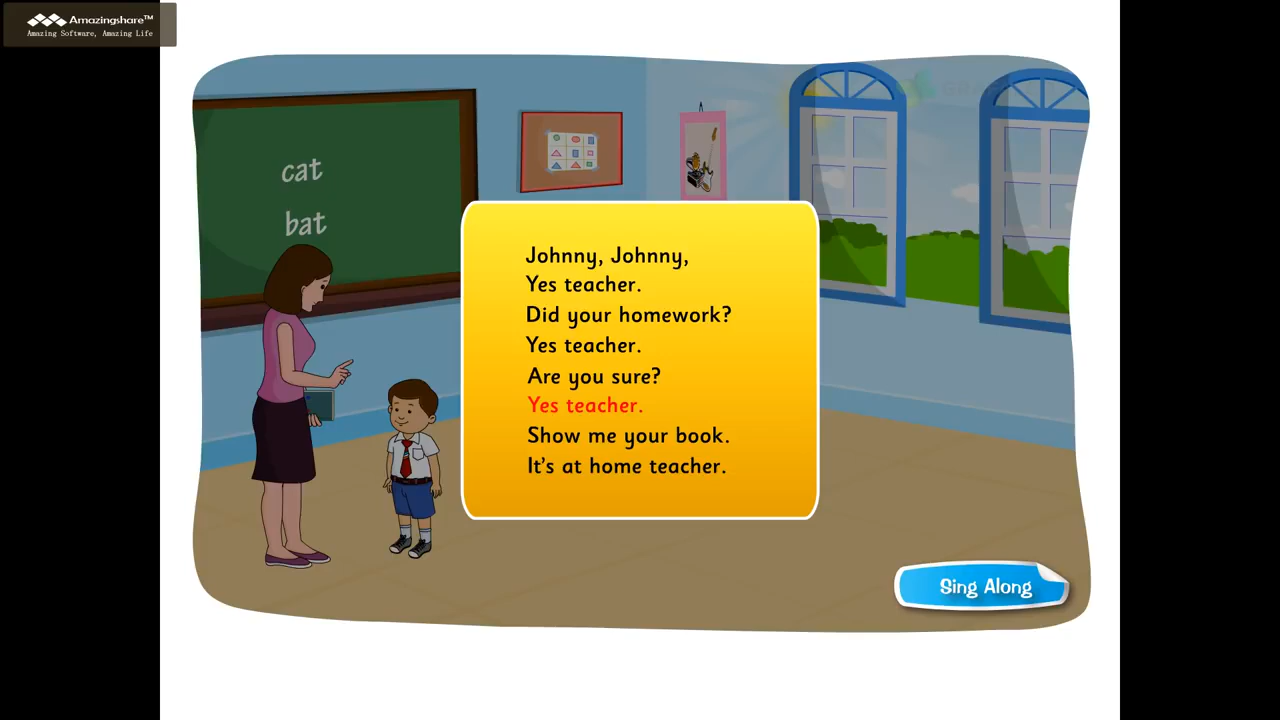 Amazingshare™
Amazing Software, Amazing Life
cat
bat
Johnny, Johnny,
Yes teacher.
Did your homework?
Yes teacher.
Are you sure?
Yes teacher.
Show me your book.
It's at home teacher.
Sing Along